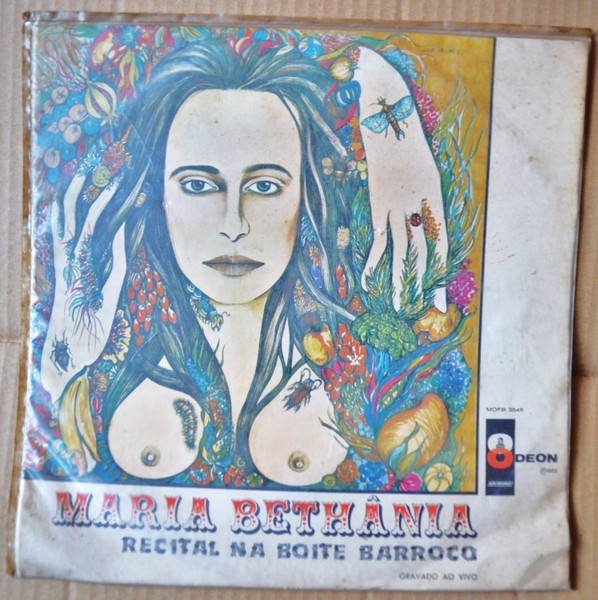 MOFB 3545
ODEON
MARIA BETHÂNIA
RECITAL NA BOITE BARROCO
GRAVADO AO VIVO